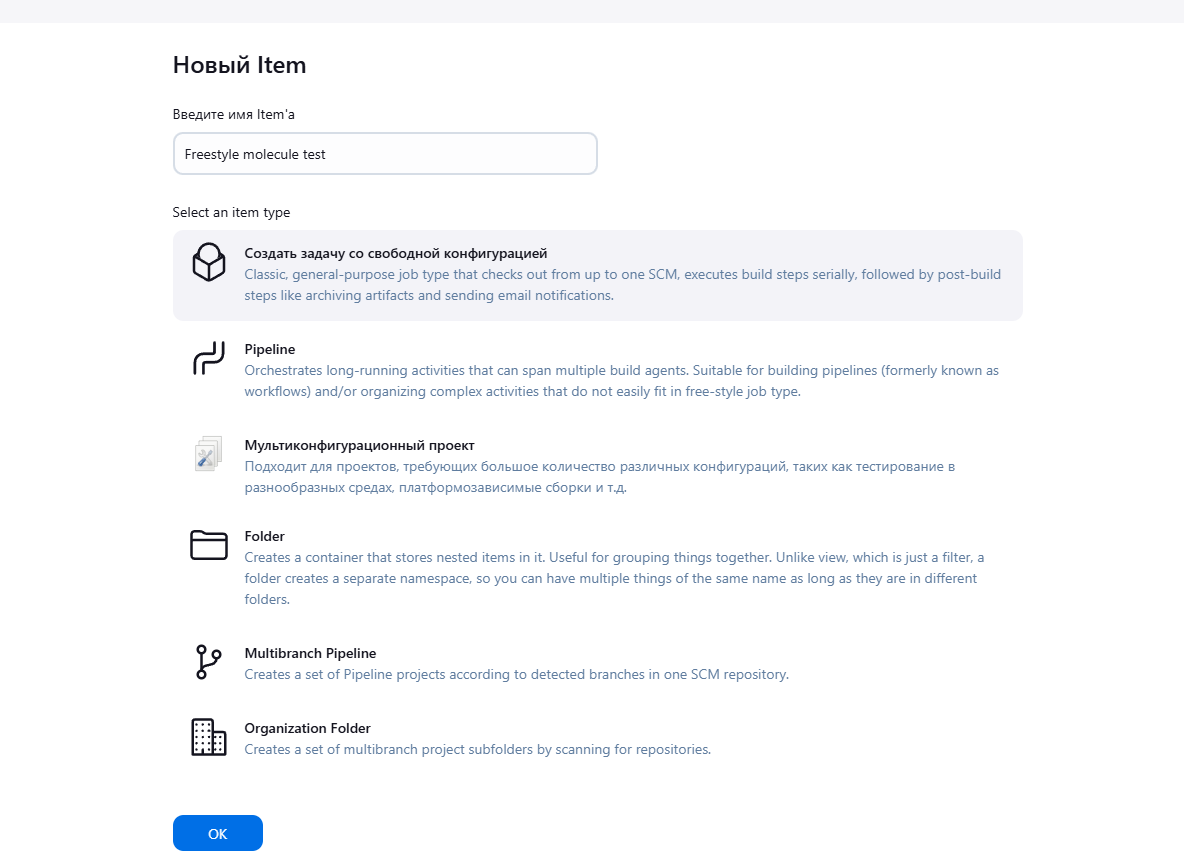 Новый Item
Введите имя Item'а
Freestyle molecule test
Select an item type
Создать задачу со свободной конфигурацией
Classic, general-purpose job type that checks out from up to one SCM, executes build steps serially, followed by post-build
steps like archiving artifacts and sending email notifications.
Pipeline
Orchestrates long-running activities that can span multiple build agents. Suitable for building pipelines (formerly known as
workflows) and/or organizing complex activities that do not easily fit in free-style job type.
Мультиконфигурационный проект
Подходит для проектов, требующих большое количество различных конфигураций, таких как тестирование в
разнообразных средах, платформозависимые сборки и т.д.
Folder
Creates a container that stores nested items in it. Useful for grouping things together. Unlike view, which is just a filter, a
folder creates a separate namespace, so you can have multiple things of the same name as long as they are in different
folders.
Multibranch Pipeline
Creates a set of Pipeline projects according to detected branches in one SCM repository.
Organization Folder
Creates a set of multibranch project subfolders by scanning for repositories.
OK